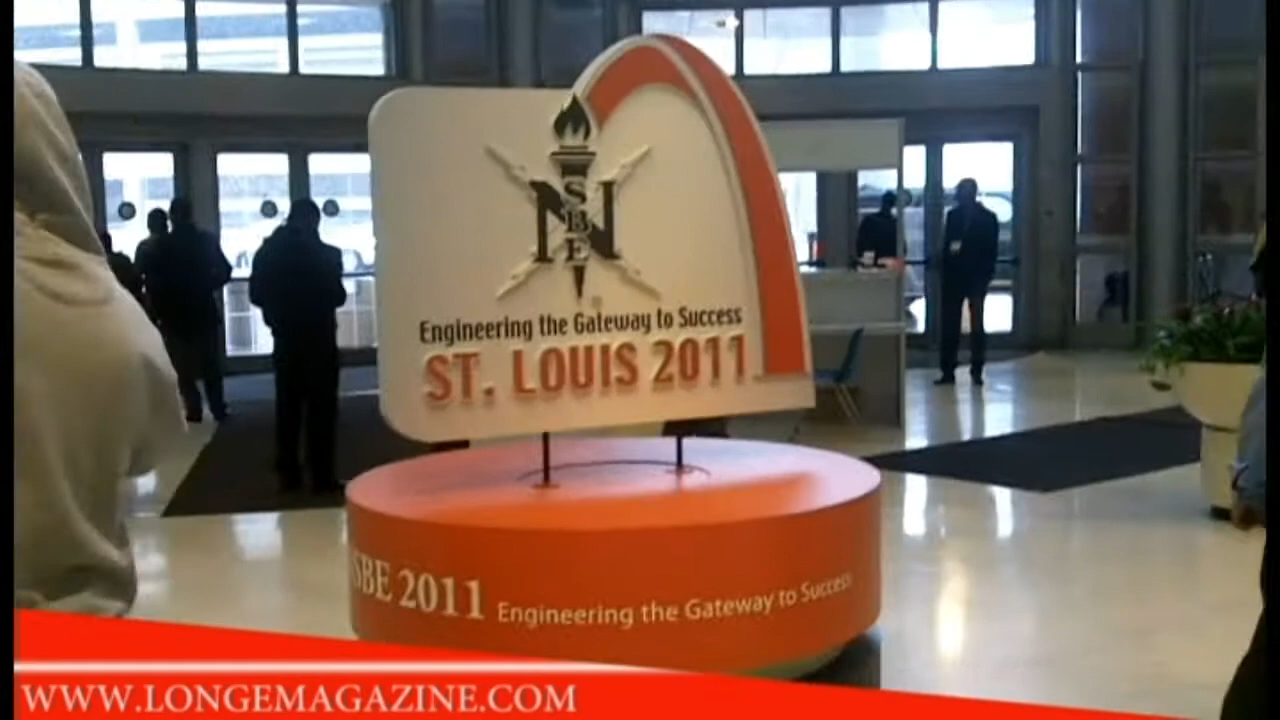 NSBE
Engineering the Gateway to Success
ST. LOUIS 2011
SBE 2011 Engineering the Gateway to Success
WWW.LONGEMAGAZINE.COM